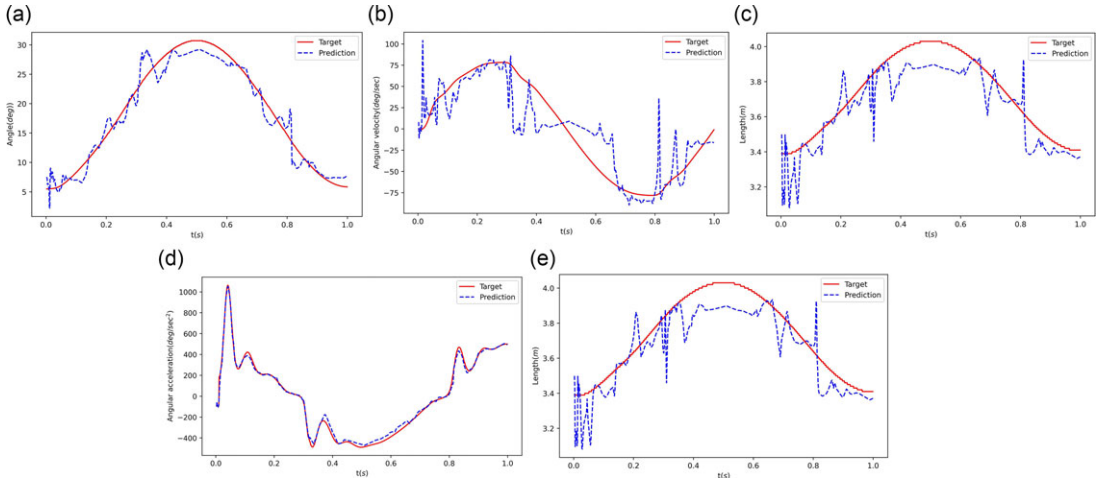 (a)
30
25
20
15
10
5
Angle(deg))
Target
Prediction
0.0 0.2 0.4 0.6 0.8 1.0
t(s)
(b)
100
75
50
25
0
−25
−50
−75
Angular velocity(deg/sec)
Target
Prediction
0.0 0.2 0.4 0.6 0.8 1.0
t(s)
(c)
4.0
3.8
3.6
3.4
3.2
Length(m)
Target
Prediction
0.0 0.2 0.4 0.6 0.8 1.0
t(s)
(d)
1000
800
600
400
200
0
−200
−400
Angular acceleration(deg/sec²)
Target
Prediction
0.0 0.2 0.4 0.6 0.8 1.0
t(s)
(e)
4.0
3.8
3.6
3.4
3.2
Length(m)
Target
Prediction
0.0 0.2 0.4 0.6 0.8 1.0
t(s)